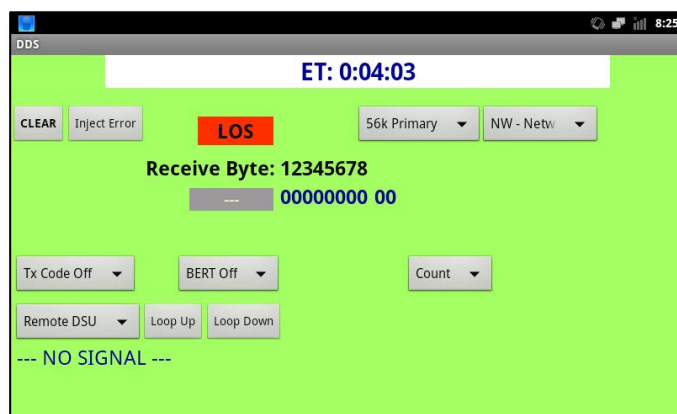 8:25
DDS
ET: 0:04:03
CLEAR Inject Error LOS 56k Primary NW - Netw
Receive Byte: 12345678
--- 00000000 00
Tx Code Off BERT Off Count
Remote DSU Loop Up Loop Down
--- NO SIGNAL ---